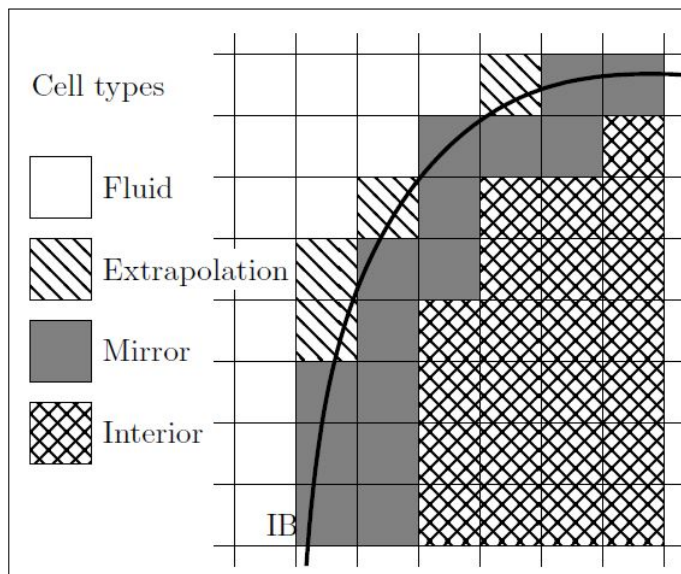 Cell types
Fluid
Extrapolation
Mirror
Interior
IB